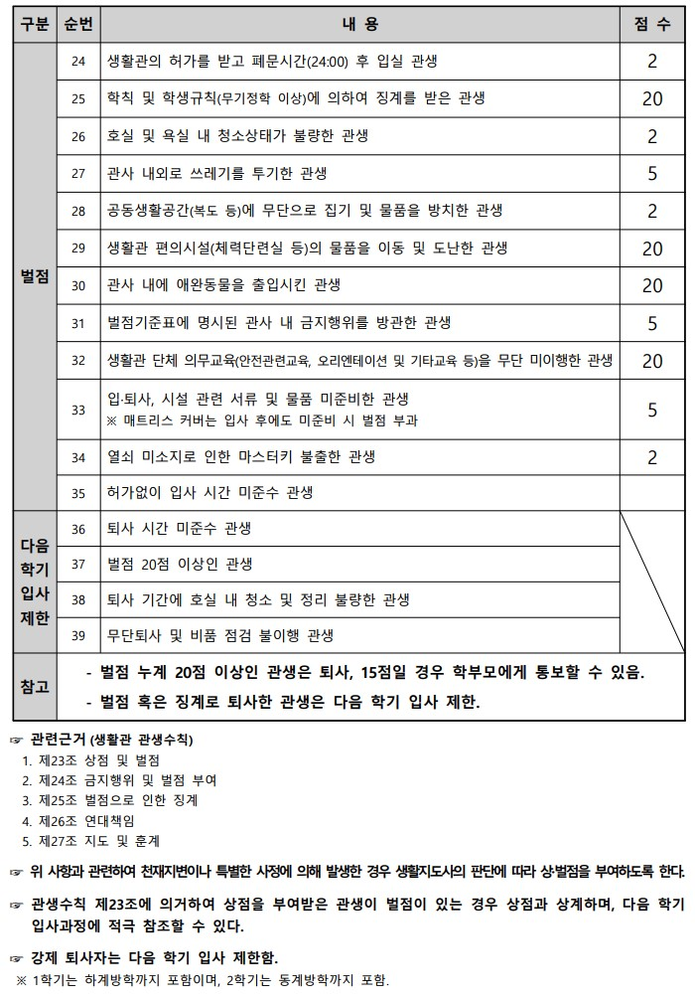 구분 순번 내 용 점 수
벌점
24 생활관의 허가를 받고 폐문시간(24:00) 후 입실 관생 2
25 학칙 및 학생규칙(무기정학 이상)에 의하여 징계를 받은 관생 20
26 호실 및 욕실 내 청소상태가 불량한 관생 2
27 관사 내외로 쓰레기를 투기한 관생 5
28 공동생활공간(복도 등)에 무단으로 집기 및 물품을 방치한 관생 2
29 생활관 편의시설(체력단련실 등)의 물품을 이동 및 도난한 관생 20
30 관사 내에 애완동물을 출입시킨 관생 20
31 벌점기준표에 명시된 관사 내 금지행위를 방관한 관생 5
32 생활관 단체 의무교육(안전관련교육, 오리엔테이션 및 기타교육 등)을 무단 미이행한 관생 20
33 입·퇴사, 시설 관련 서류 및 물품 미준비한 관생 5
※ 매트리스 커버는 입사 후에도 미준비 시 벌점 부과
34 열쇠 미소지로 인한 마스터키 불출한 관생 2
35 허가없이 입사 시간 미준수 관생
다음
학기
입사
제한
36 퇴사 시간 미준수 관생
37 벌점 20점 이상인 관생
38 퇴사 기간에 호실 내 청소 및 정리 불량한 관생
39 무단퇴사 및 비품 점검 불이행 관생
참고
- 벌점 누계 20점 이상인 관생은 퇴사, 15점일 경우 학부모에게 통보할 수 있음.
- 벌점 혹은 징계로 퇴사한 관생은 다음 학기 입사 제한.
☞ 관련근거 (생활관 관생수칙)
1. 제23조 상점 및 벌점
2. 제24조 금지행위 및 벌점 부여
3. 제25조 벌점으로 인한 징계
4. 제26조 연대책임
5. 제27조 지도 및 훈계
☞ 위 사항과 관련하여 천재지변이나 특별한 사정에 의해 발생한 경우 생활지도사의 판단에 따라 상·벌점을 부여하도록 한다.
☞ 관생수칙 제23조에 의거하여 상점을 부여받은 관생이 벌점이 있는 경우 상점과 상계하며, 다음 학기
입사과정에 적극 참조할 수 있다.
☞ 강제 퇴사자는 다음 학기 입사 제한함.
※ 1학기는 하계방학까지 포함이며, 2학기는 동계방학까지 포함.